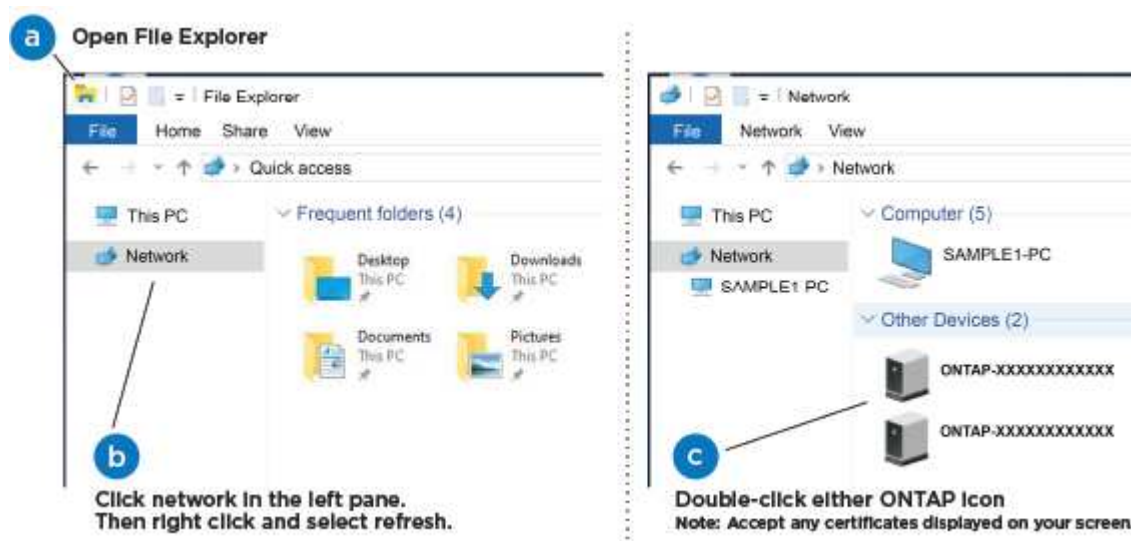 a Open File Explorer
File Explorer
File Home Share View
Quick access
This PC
Network
Frequent folders (4)
Desktop
This PC
Downloads
This PC
Documents
This PC
Pictures
This PC
b
Click network in the left pane.
Then right click and select refresh.
Network
File Network View
Network
This PC
Network
SAMPLE1 PC
Computer (5)
SAMPLE1-PC
Other Devices (2)
ONTAP-XXXXXXXXXXXX
ONTAP-XXXXXXXXXXXX
c
Double-click either ONTAP icon
Note: Accept any certificates displayed on your screen